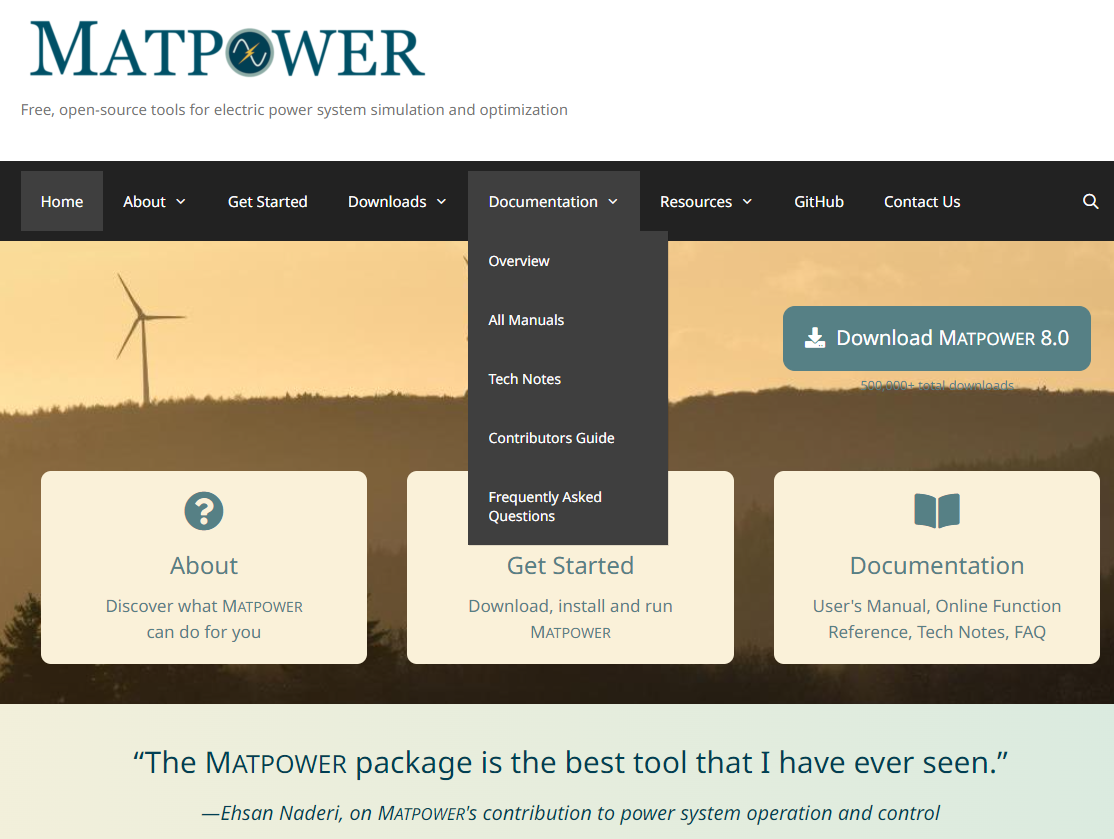 MATPOWER
Free, open-source tools for electric power system simulation and optimization
Home About Get Started Downloads Documentation Resources GitHub Contact Us
Overview
All Manuals
Tech Notes
Contributors Guide
Frequently Asked
Questions
Download MATPOWER 8.0
500,000+ total downloads
About
Discover what MATPOWER
can do for you
Get Started
Download, install and run
MATPOWER
Documentation
User's Manual, Online Function
Reference, Tech Notes, FAQ
“The MATPOWER package is the best tool that I have ever seen.”
—Ehsan Naderi, on MATPOWER's contribution to power system operation and control